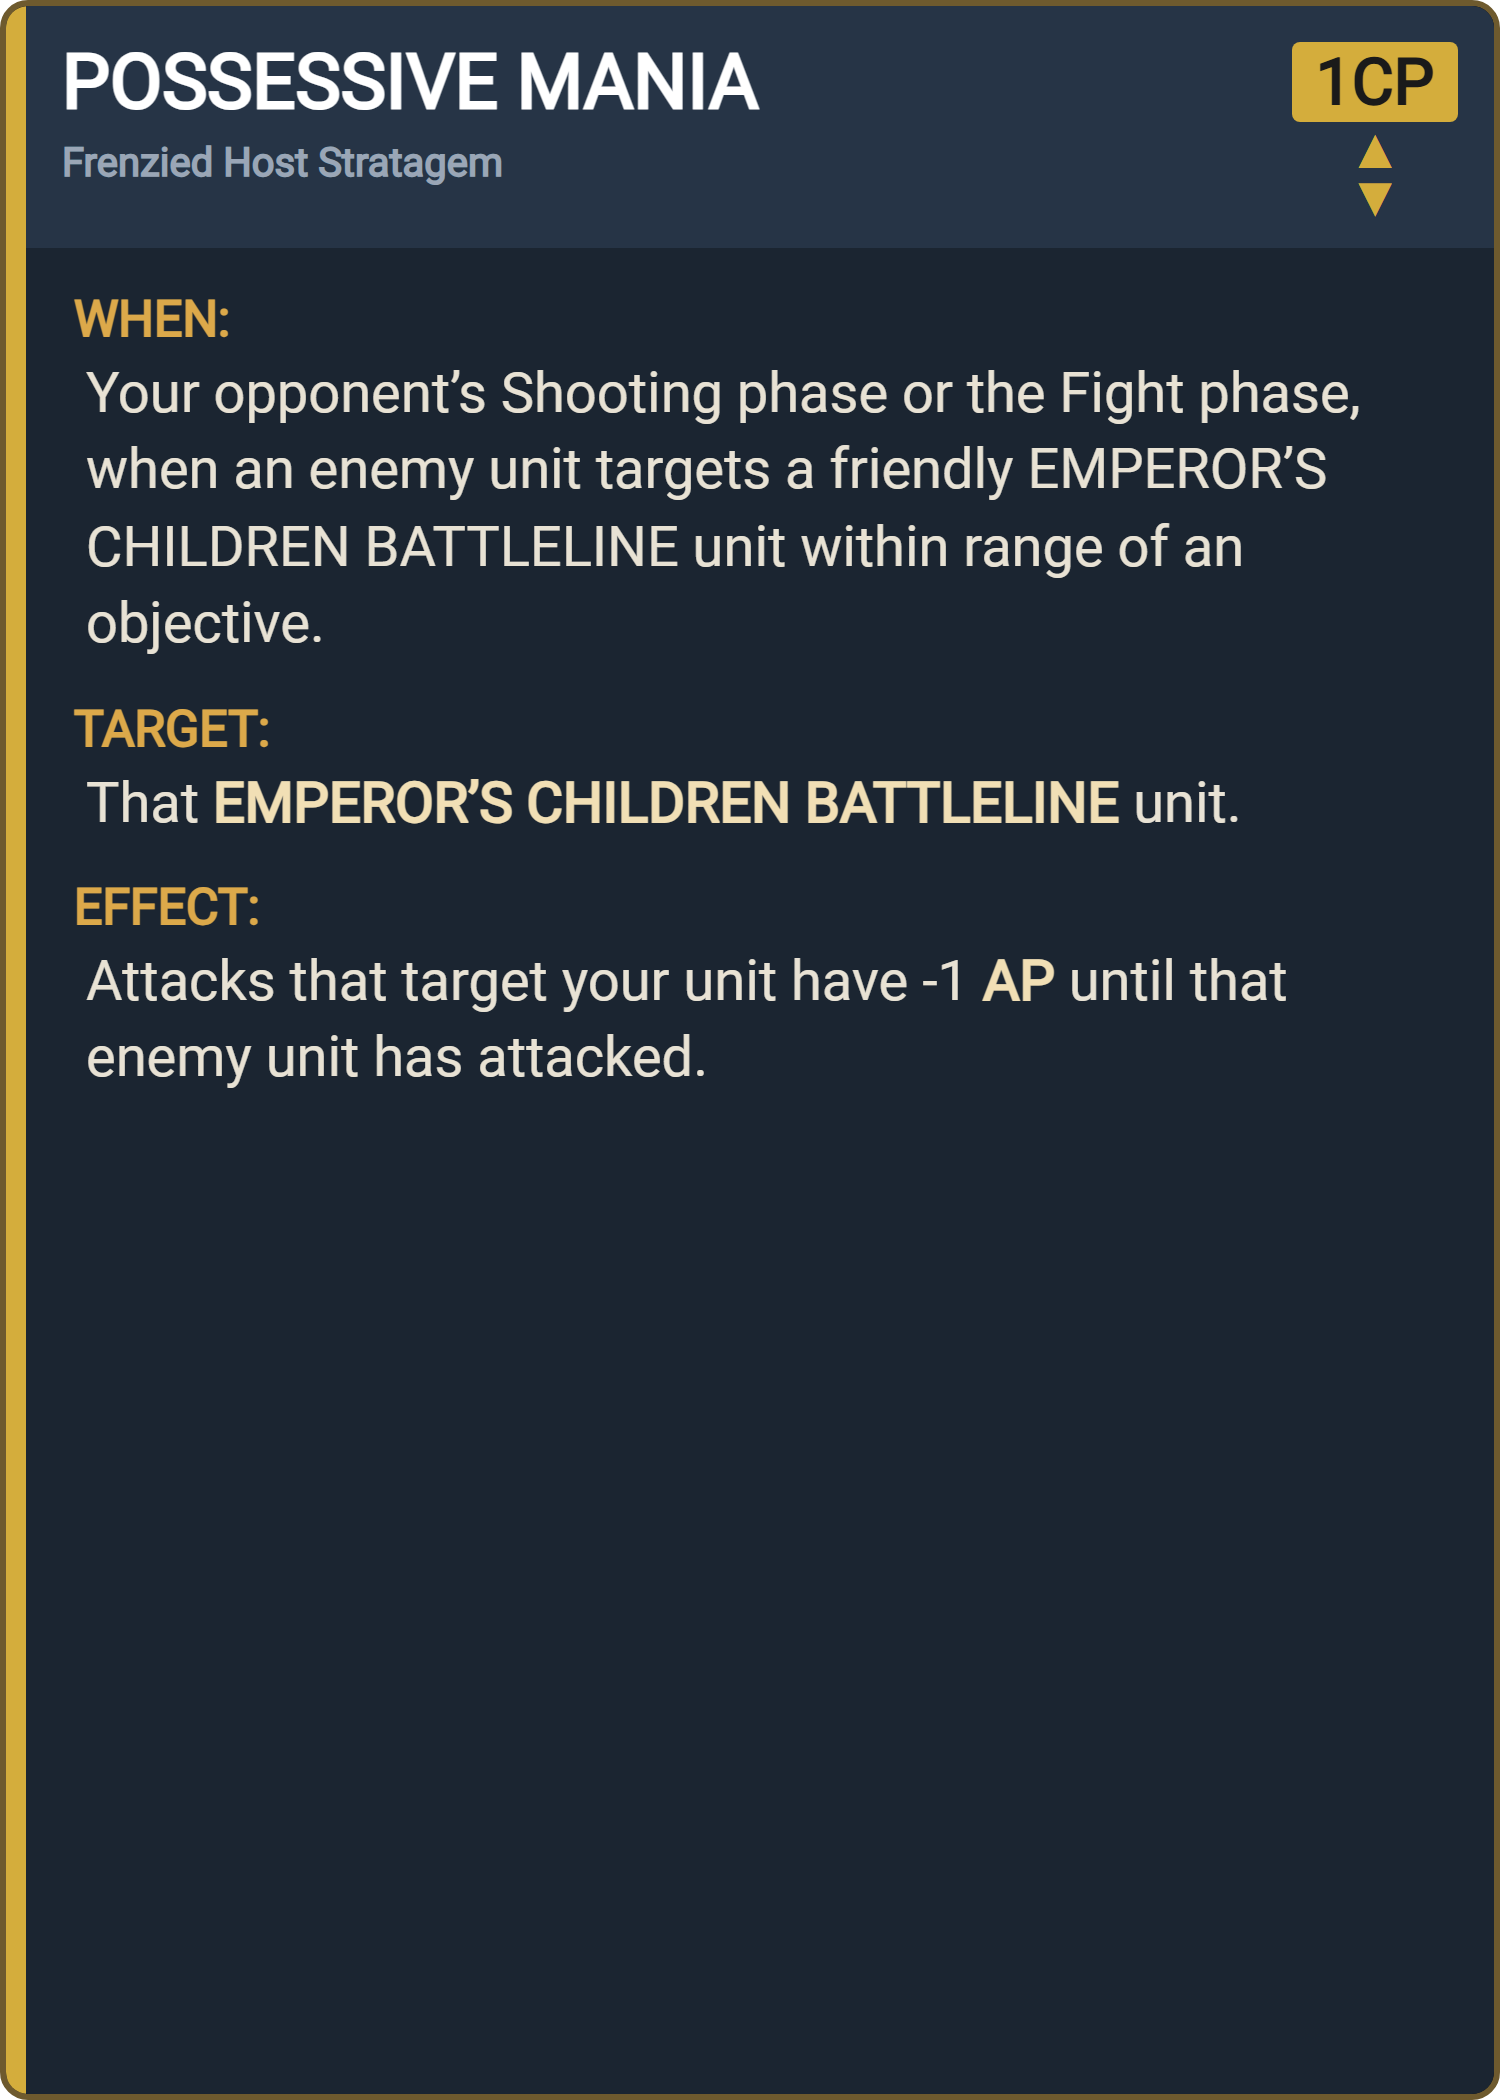 POSSESSIVE MANIA
1CP
Frenzied Host Stratagem
▲
▼
WHEN:
Your opponent’s Shooting phase or the Fight phase,
when an enemy unit targets a friendly EMPEROR’S
CHILDREN BATTLELINE unit within range of an
objective.
TARGET:
That EMPEROR’S CHILDREN BATTLELINE unit.
EFFECT:
Attacks that target your unit have -1 AP until that
enemy unit has attacked.